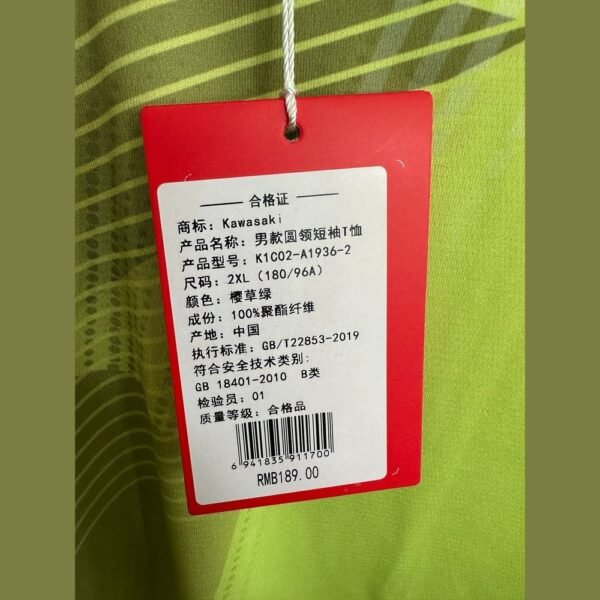 合格证
商标：Kawasaki
产品名称：男款圆领短袖T恤
产品型号：K1C02-A1936-2
尺码：2XL（180/96A）
颜色：樱草绿
成份：100%聚酯纤维
产地：中国
执行标准：GB/T22853-2019
符合安全技术类别:
GB 18401-2010 B类
检验员：01
质量等级：合格品
6 941835 911700
RMB189.00